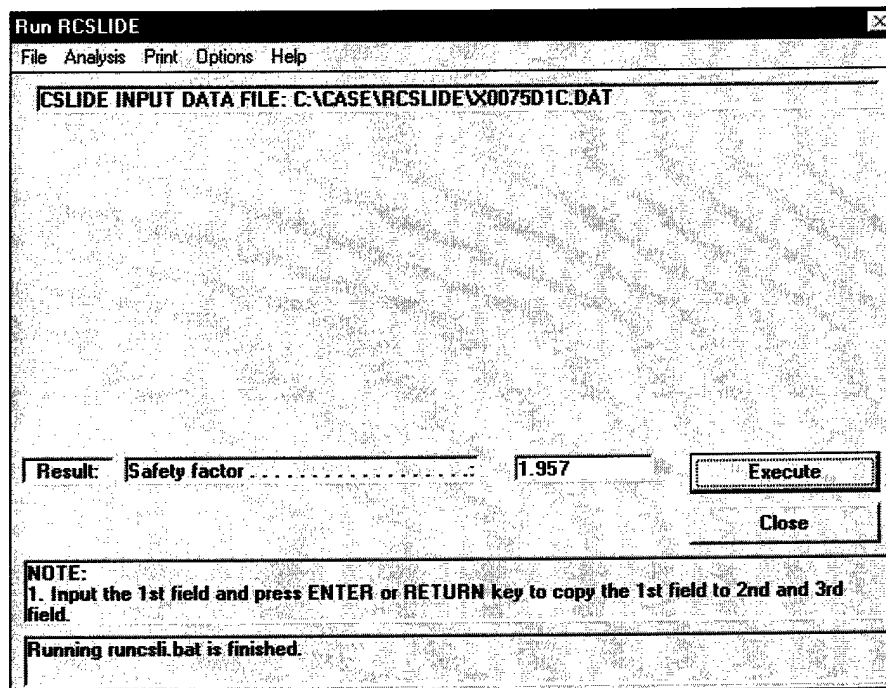 Run RCSLIDE
File Analysis Print Options Help
CSLIDE INPUT DATA FILE: C:\CASE\RCSLIDE\X0075D1C.DAT
Result: Safety factor . . . . . . . . . . . . . . . . . . .: 1.957 Execute
Close
NOTE:
1. Input the 1st field and press ENTER or RETURN key to copy the 1st field to 2nd and 3rd
field.
Running runcsli.bat is finished.